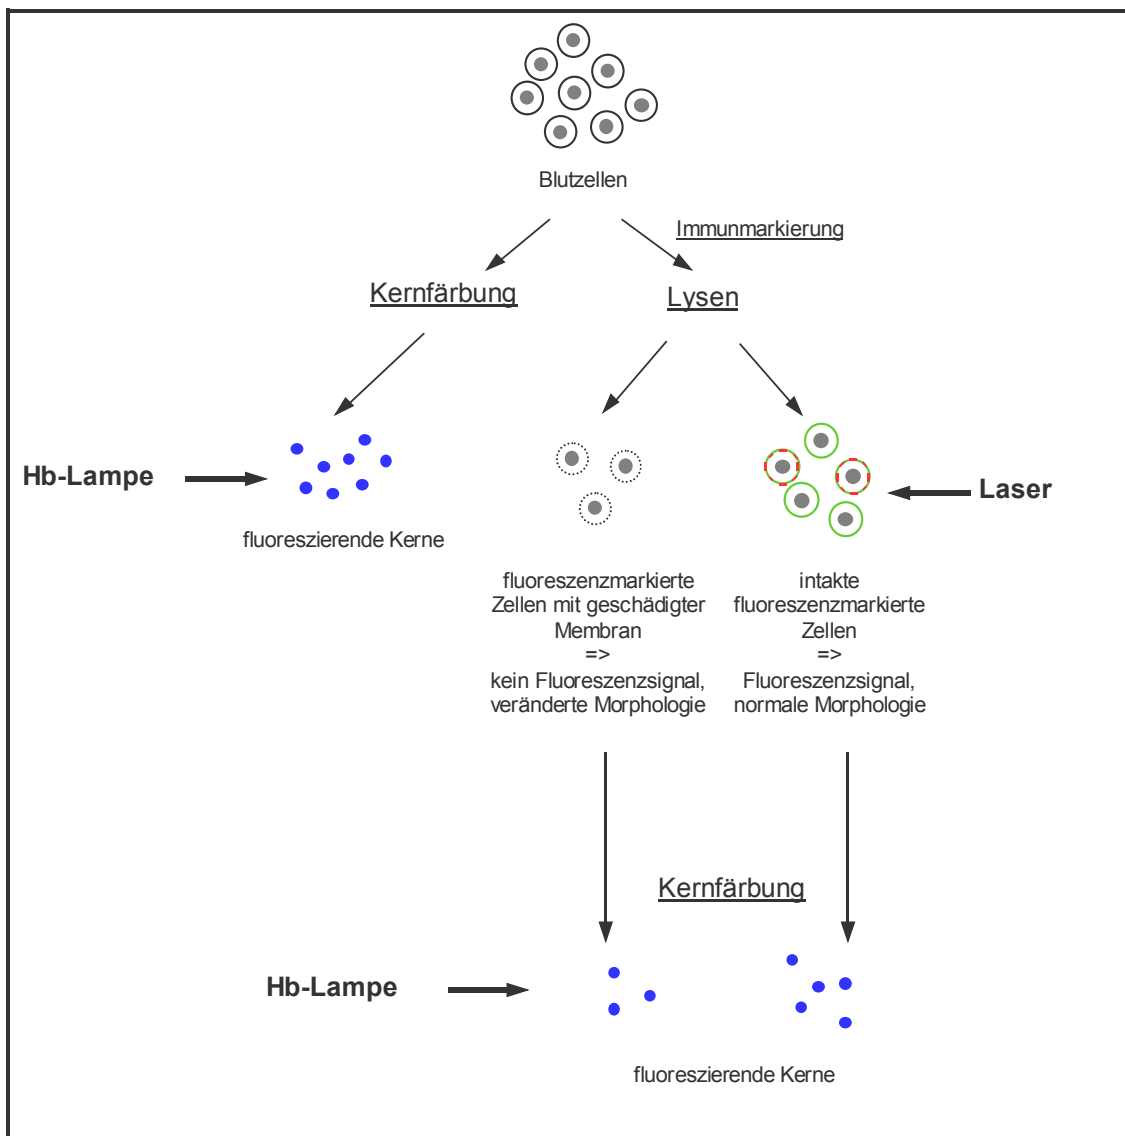 Blutzellen
Immunmarkierung
Kernfärbung
Lysen
Hb-Lampe
Laser
fluoreszierende Kerne
fluoreszenzmarkierte
Zellen mit geschädigter
Membran
=>
kein Fluoreszenzsignal,
veränderte Morphologie
intakte
fluoreszenzmarkierte
Zellen
=>
Fluoreszenzsignal,
normale Morphologie
Kernfärbung
Hb-Lampe
fluoreszierende Kerne